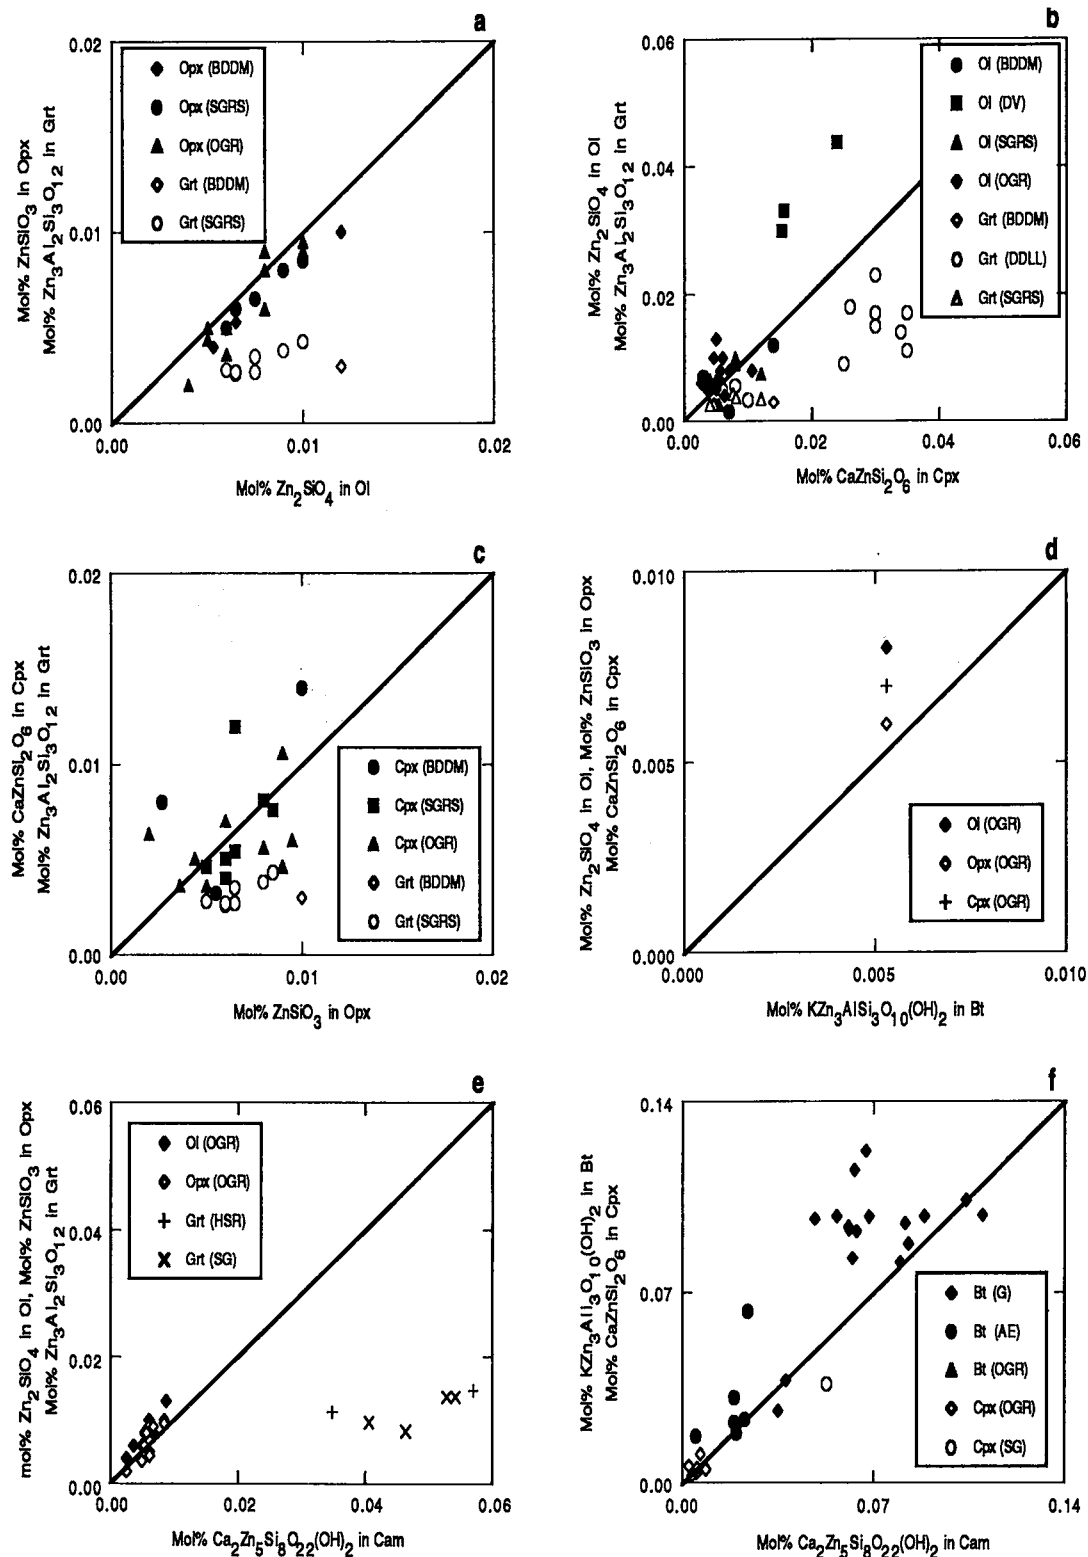 a
Mol% ZnSiO3 in Opx
Mol% Zn3Al2Si3O12 in Grt
0.02
0.01
0.00
0.00
0.01
0.02
Opx (BDDM)
Opx (SGRS)
Opx (OGR)
Grt (BDDM)
Grt (SGRS)
Mol% Zn2SiO4 in Ol
b
Mol% Zn2SiO4 in Ol
Mol% Zn3Al2Si3O12 in Grt
0.06
0.04
0.02
0.00
0.00
0.02
0.04
0.06
Ol (BDDM)
Ol (DV)
Ol (SGRS)
Ol (OGR)
Grt (BDDM)
Grt (DDLL)
Grt (SGRS)
Mol% CaZnSi2O6 in Cpx
c
Mol% CaZnSi2O6 in Cpx
Mol% Zn3Al2Si3O12 in Grt
0.02
0.01
0.00
0.00
0.01
0.02
Cpx (BDDM)
Cpx (SGRS)
Cpx (OGR)
Grt (BDDM)
Grt (SGRS)
Mol% ZnSiO3 in Opx
d
Mol% Zn2SiO4 in Ol, Mol% ZnSiO3 in Opx
Mol% CaZnSi2O6 in Cpx
0.010
0.005
0.000
0.000
0.005
0.010
Ol (OGR)
Opx (OGR)
Cpx (OGR)
Mol% KZn3AlSi3O10(OH)2 in Bt
e
mol% Zn2SiO4 in Ol, Mol% ZnSiO3 in Opx
Mol% Zn3Al2Si3O12 in Grt
0.06
0.04
0.02
0.00
0.00
0.02
0.04
0.06
Ol (OGR)
Opx (OGR)
Grt (HSR)
Grt (SG)
Mol% Ca2Zn5Si8O22(OH)2 in Cam
f
Mol% KZn3Al3O10(OH)2 in Bt
Mol% CaZnSi2O6 in Cpx
0.14
0.07
0.00
0.00
0.07
0.14
Bt (G)
Bt (AE)
Bt (OGR)
Cpx (OGR)
Cpx (SG)
Mol% Ca2Zn5Si8O22(OH)2 in Cam